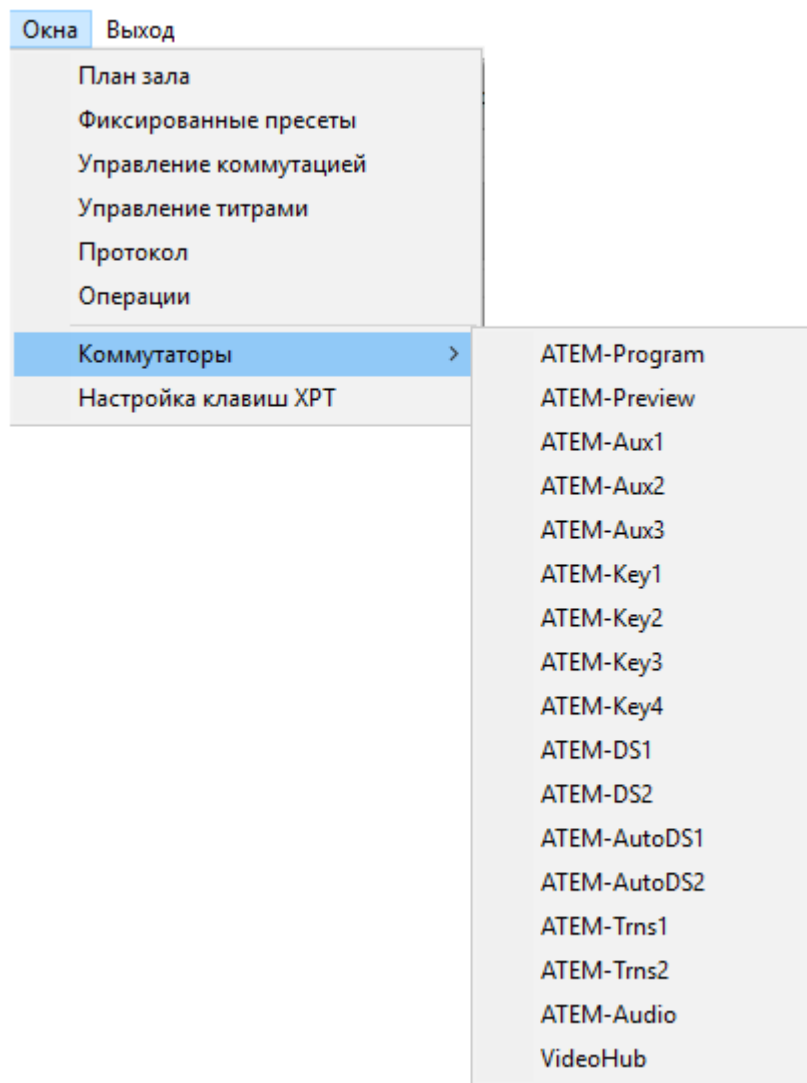 Окна Выход
План зала
Фиксированные пресеты
Управление коммутацией
Управление титрами
Протокол
Операции
Коммутаторы >
Настройка клавиш XPT
ATEM-Program
ATEM-Preview
ATEM-Aux1
ATEM-Aux2
ATEM-Aux3
ATEM-Key1
ATEM-Key2
ATEM-Key3
ATEM-Key4
ATEM-DS1
ATEM-DS2
ATEM-AutoDS1
ATEM-AutoDS2
ATEM-Trns1
ATEM-Trns2
ATEM-Audio
VideoHub